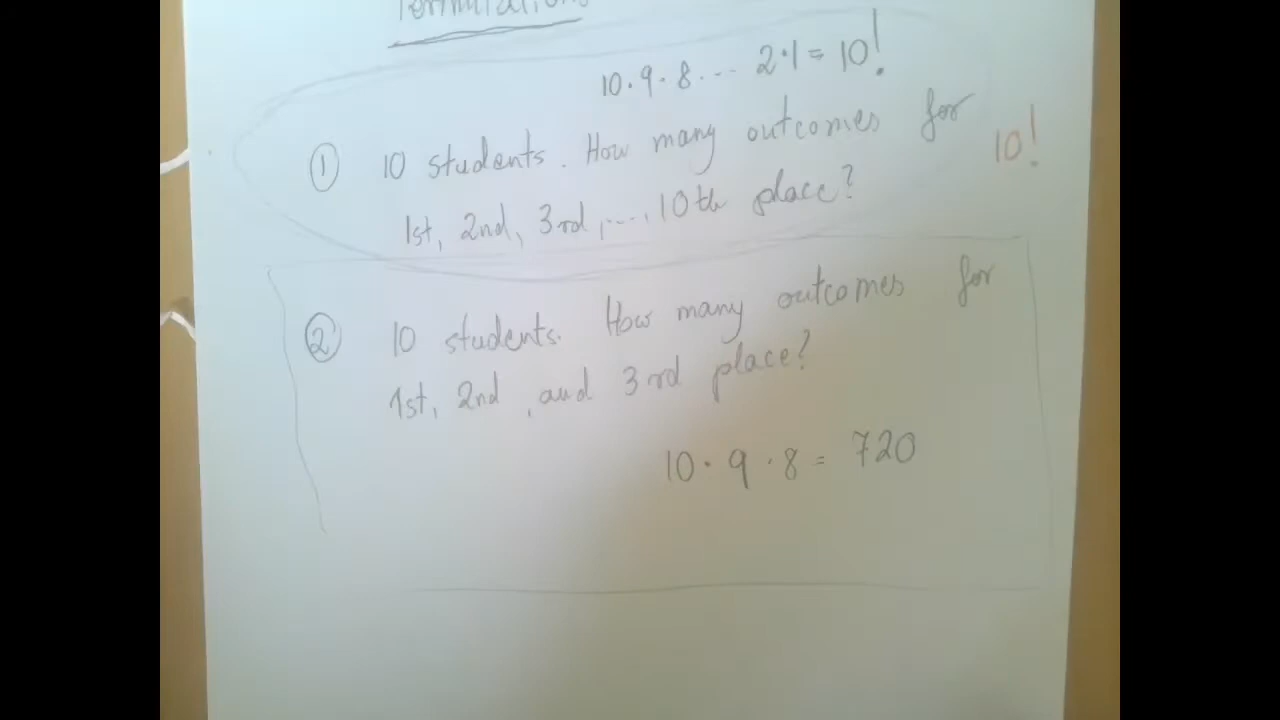 Permutations
10 · 9 · 8 ... 2 · 1 = 10!
① 10 students. How many outcomes for
1st, 2nd, 3rd, ..., 10th place?
10!
② 10 students. How many outcomes for
1st, 2nd, and 3rd place?
10 · 9 · 8 = 720